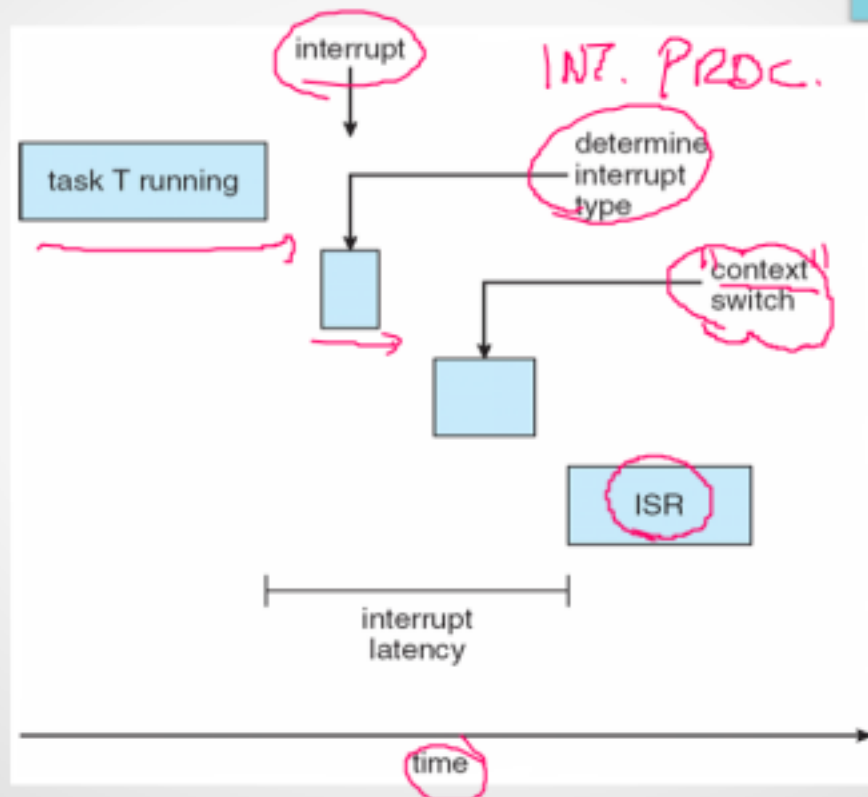 interrupt
INT. PROC.
determine
interrupt
type
task T running
"context"
switch
ISR
interrupt
latency
time